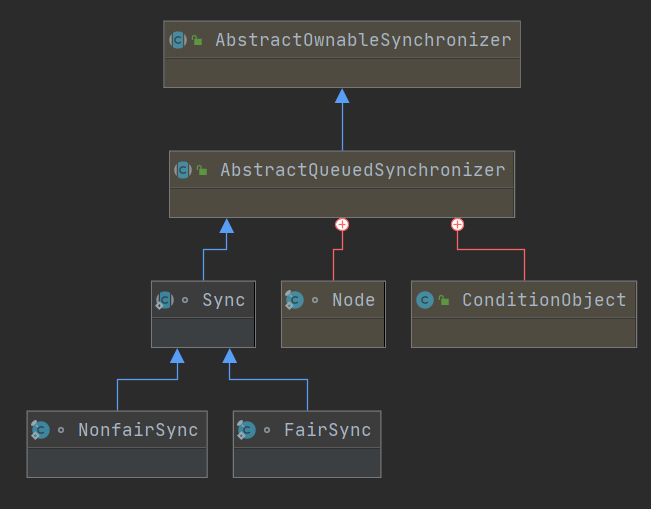 AbstractOwnableSynchronizer
AbstractQueuedSynchronizer
Sync
Node
ConditionObject
NonfairSync
FairSync